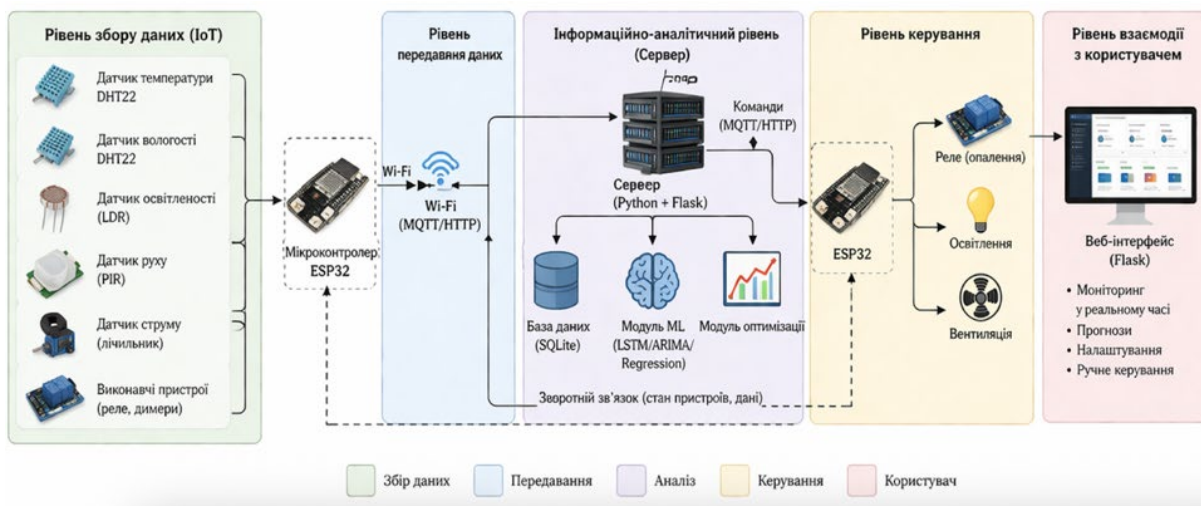 Рівень збору даних (IoT)
Датчик температури
DHT22
Датчик вологості
DHT22
Датчик освітленості
(LDR)
Датчик руху
(PIR)
Датчик струму
(лічильник)
Виконавчі пристрої
(реле, димери)
Мікроконтролер
ESP32
Рівень
передавння даних
Wi-Fi
Wi-Fi
(MQTT/HTTP)
Інформаційно-аналітичний рівень
(Сервер)
Команди
(MQTT/HTTP)
Сереер
(Python + Flask)
База даних
(SQLite)
Модуль ML
(LSTM/ARIMA/
Regression)
Модуль оптимізації
Зворотній зв'язок (стан пристроїв, дані)
Рівень керування
ESP32
Реле (опалення)
Освітлення
Вентиляція
Рівень взаємодії
з користувачем
Веб-інтерфейс
(Flask)
• Моніторинг
у реальному часі
• Прогнози
• Налаштування
• Ручне керування
Збір даних
Передавання
Аналіз
Керування
Користувач